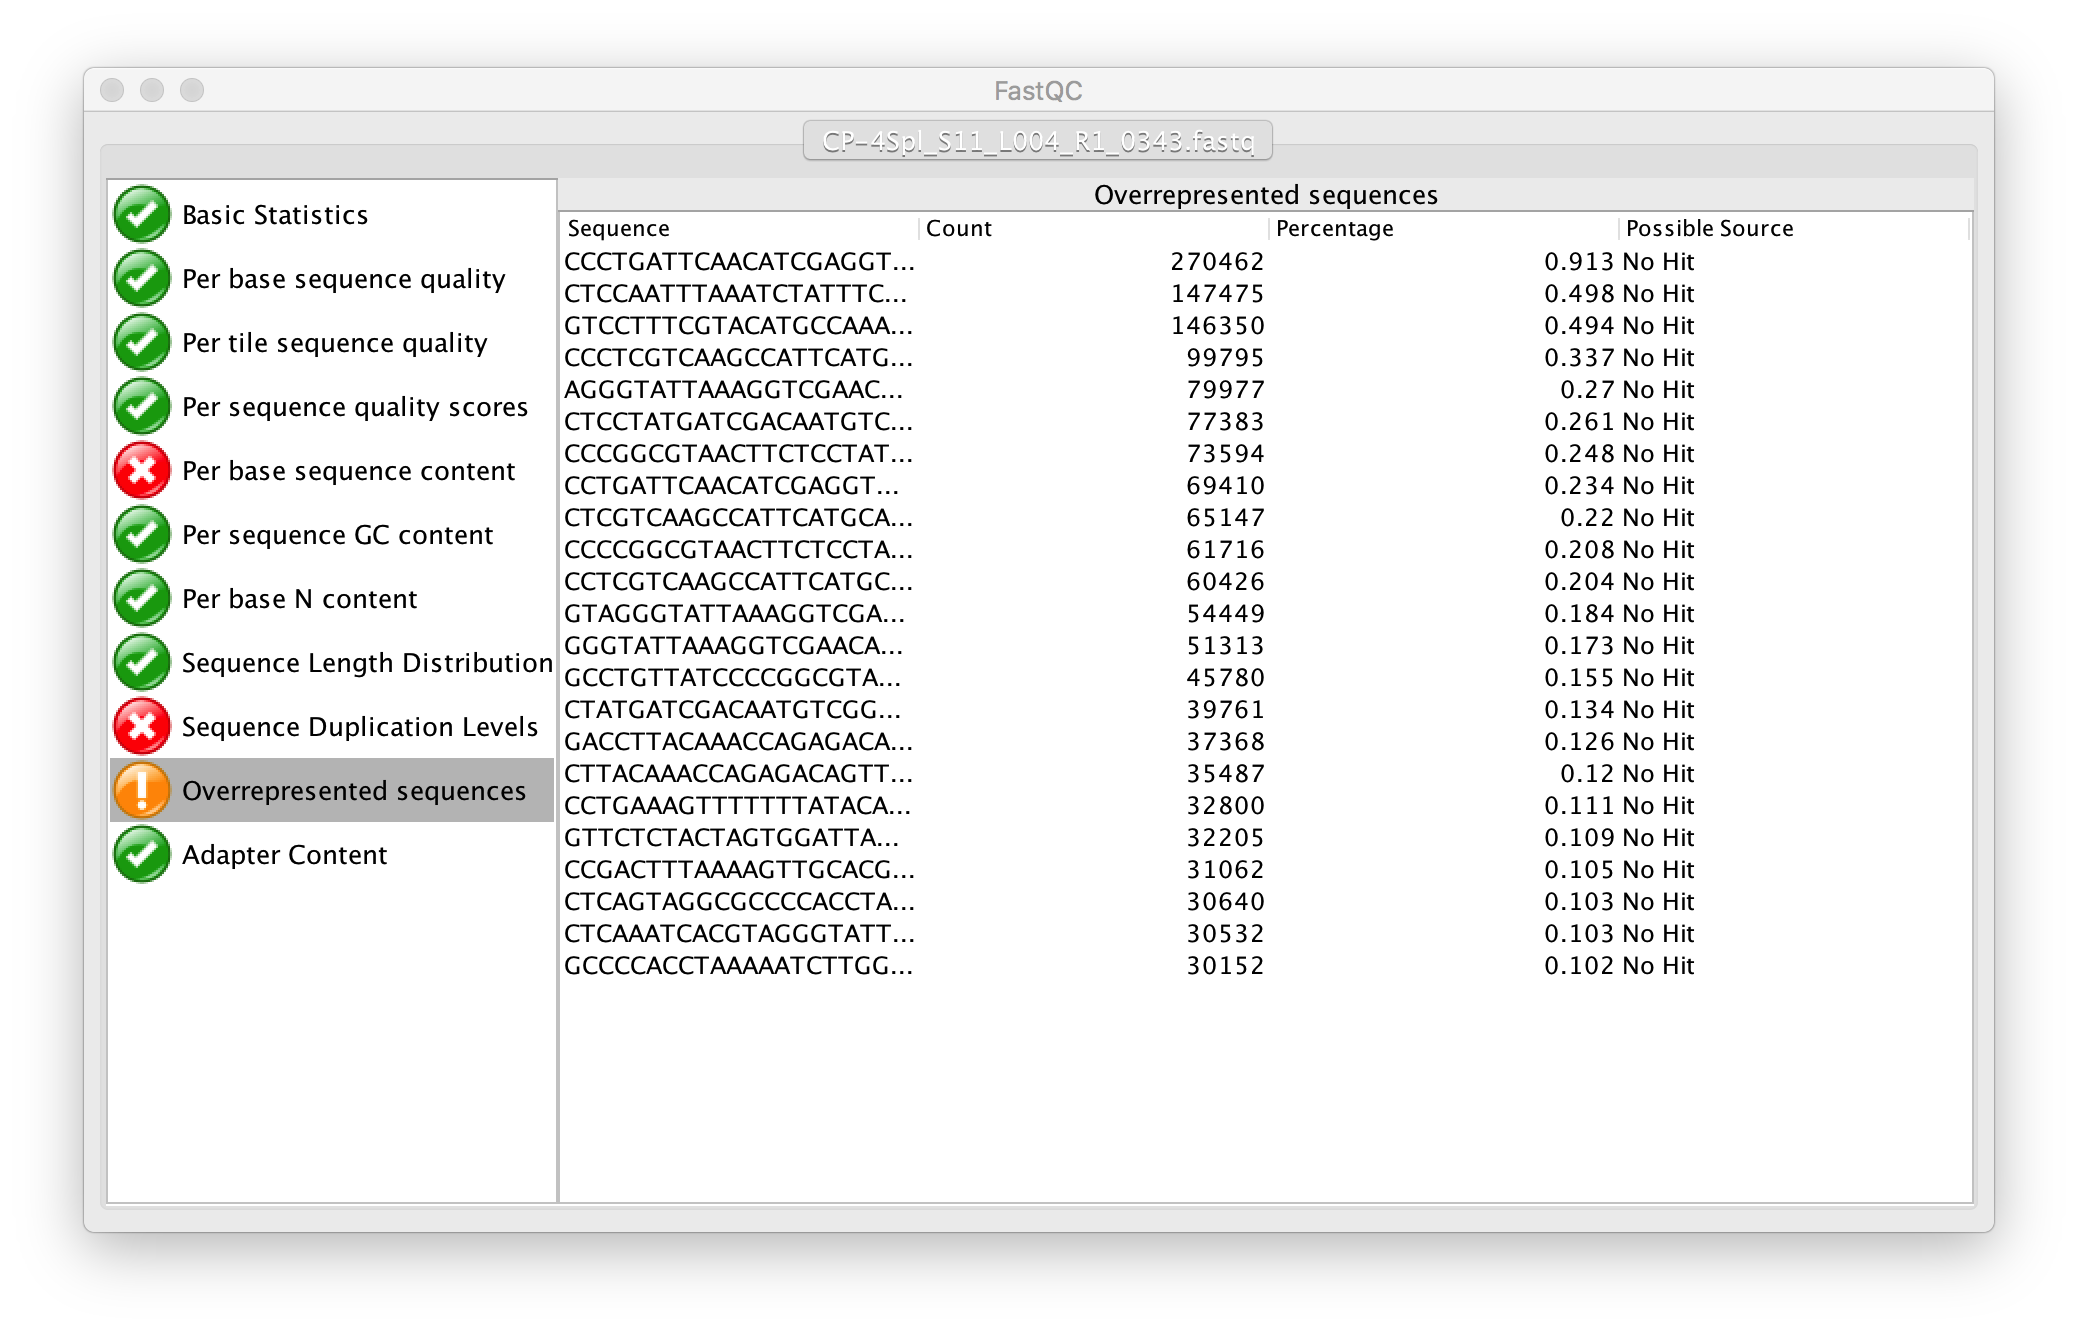 FastQC
CP-4Spl_S11_L004_R1_0343.fastq
Basic Statistics
Per base sequence quality
Per tile sequence quality
Per sequence quality scores
Per base sequence content
Per sequence GC content
Per base N content
Sequence Length Distribution
Sequence Duplication Levels
Overrepresented sequences
Adapter Content
Overrepresented sequences
Sequence Count Percentage Possible Source
CCCTGATTCAACATCGAGGT... 270462 0.913 No Hit
CTCCAATTTAAATCTATTTC... 147475 0.498 No Hit
GTCCTTTCGTACATGCCAAA... 146350 0.494 No Hit
CCCTCGTCAAGCCATTCATG... 99795 0.337 No Hit
AGGGTATTAAAGGTCGAAC... 79977 0.27 No Hit
CTCCTATGATCGACAATGTC... 77383 0.261 No Hit
CCCGGCGTAACTTCTCCTAT... 73594 0.248 No Hit
CCTGATTCAACATCGAGGT... 69410 0.234 No Hit
CTCGTCAAGCCATTCATGCA... 65147 0.22 No Hit
CCCCGGCGTAACTTCTCCTA... 61716 0.208 No Hit
CCTCGTCAAGCCATTCATGC... 60426 0.204 No Hit
GTAGGGTATTAAAGGTCGA... 54449 0.184 No Hit
GGGTATTAAAGGTCGAACA... 51313 0.173 No Hit
GCCTGTTATCCCCGGCGTA... 45780 0.155 No Hit
CTATGATCGACAATGTCGG... 39761 0.134 No Hit
GACCTTACAAACCAGAGACA... 37368 0.126 No Hit
CTTACAAACCAGAGACAGTT... 35487 0.12 No Hit
CCTGAAAGTTTTTTTATACA... 32800 0.111 No Hit
GTTCTCTACTAGTGGATTA... 32205 0.109 No Hit
CCGACTTTAAAAGTTGCACG... 31062 0.105 No Hit
CTCAGTAGGCGCCCCACCTA... 30640 0.103 No Hit
CTCAAATCACGTAGGGTATT... 30532 0.103 No Hit
GCCCCACCTAAAAATCTTGG... 30152 0.102 No Hit